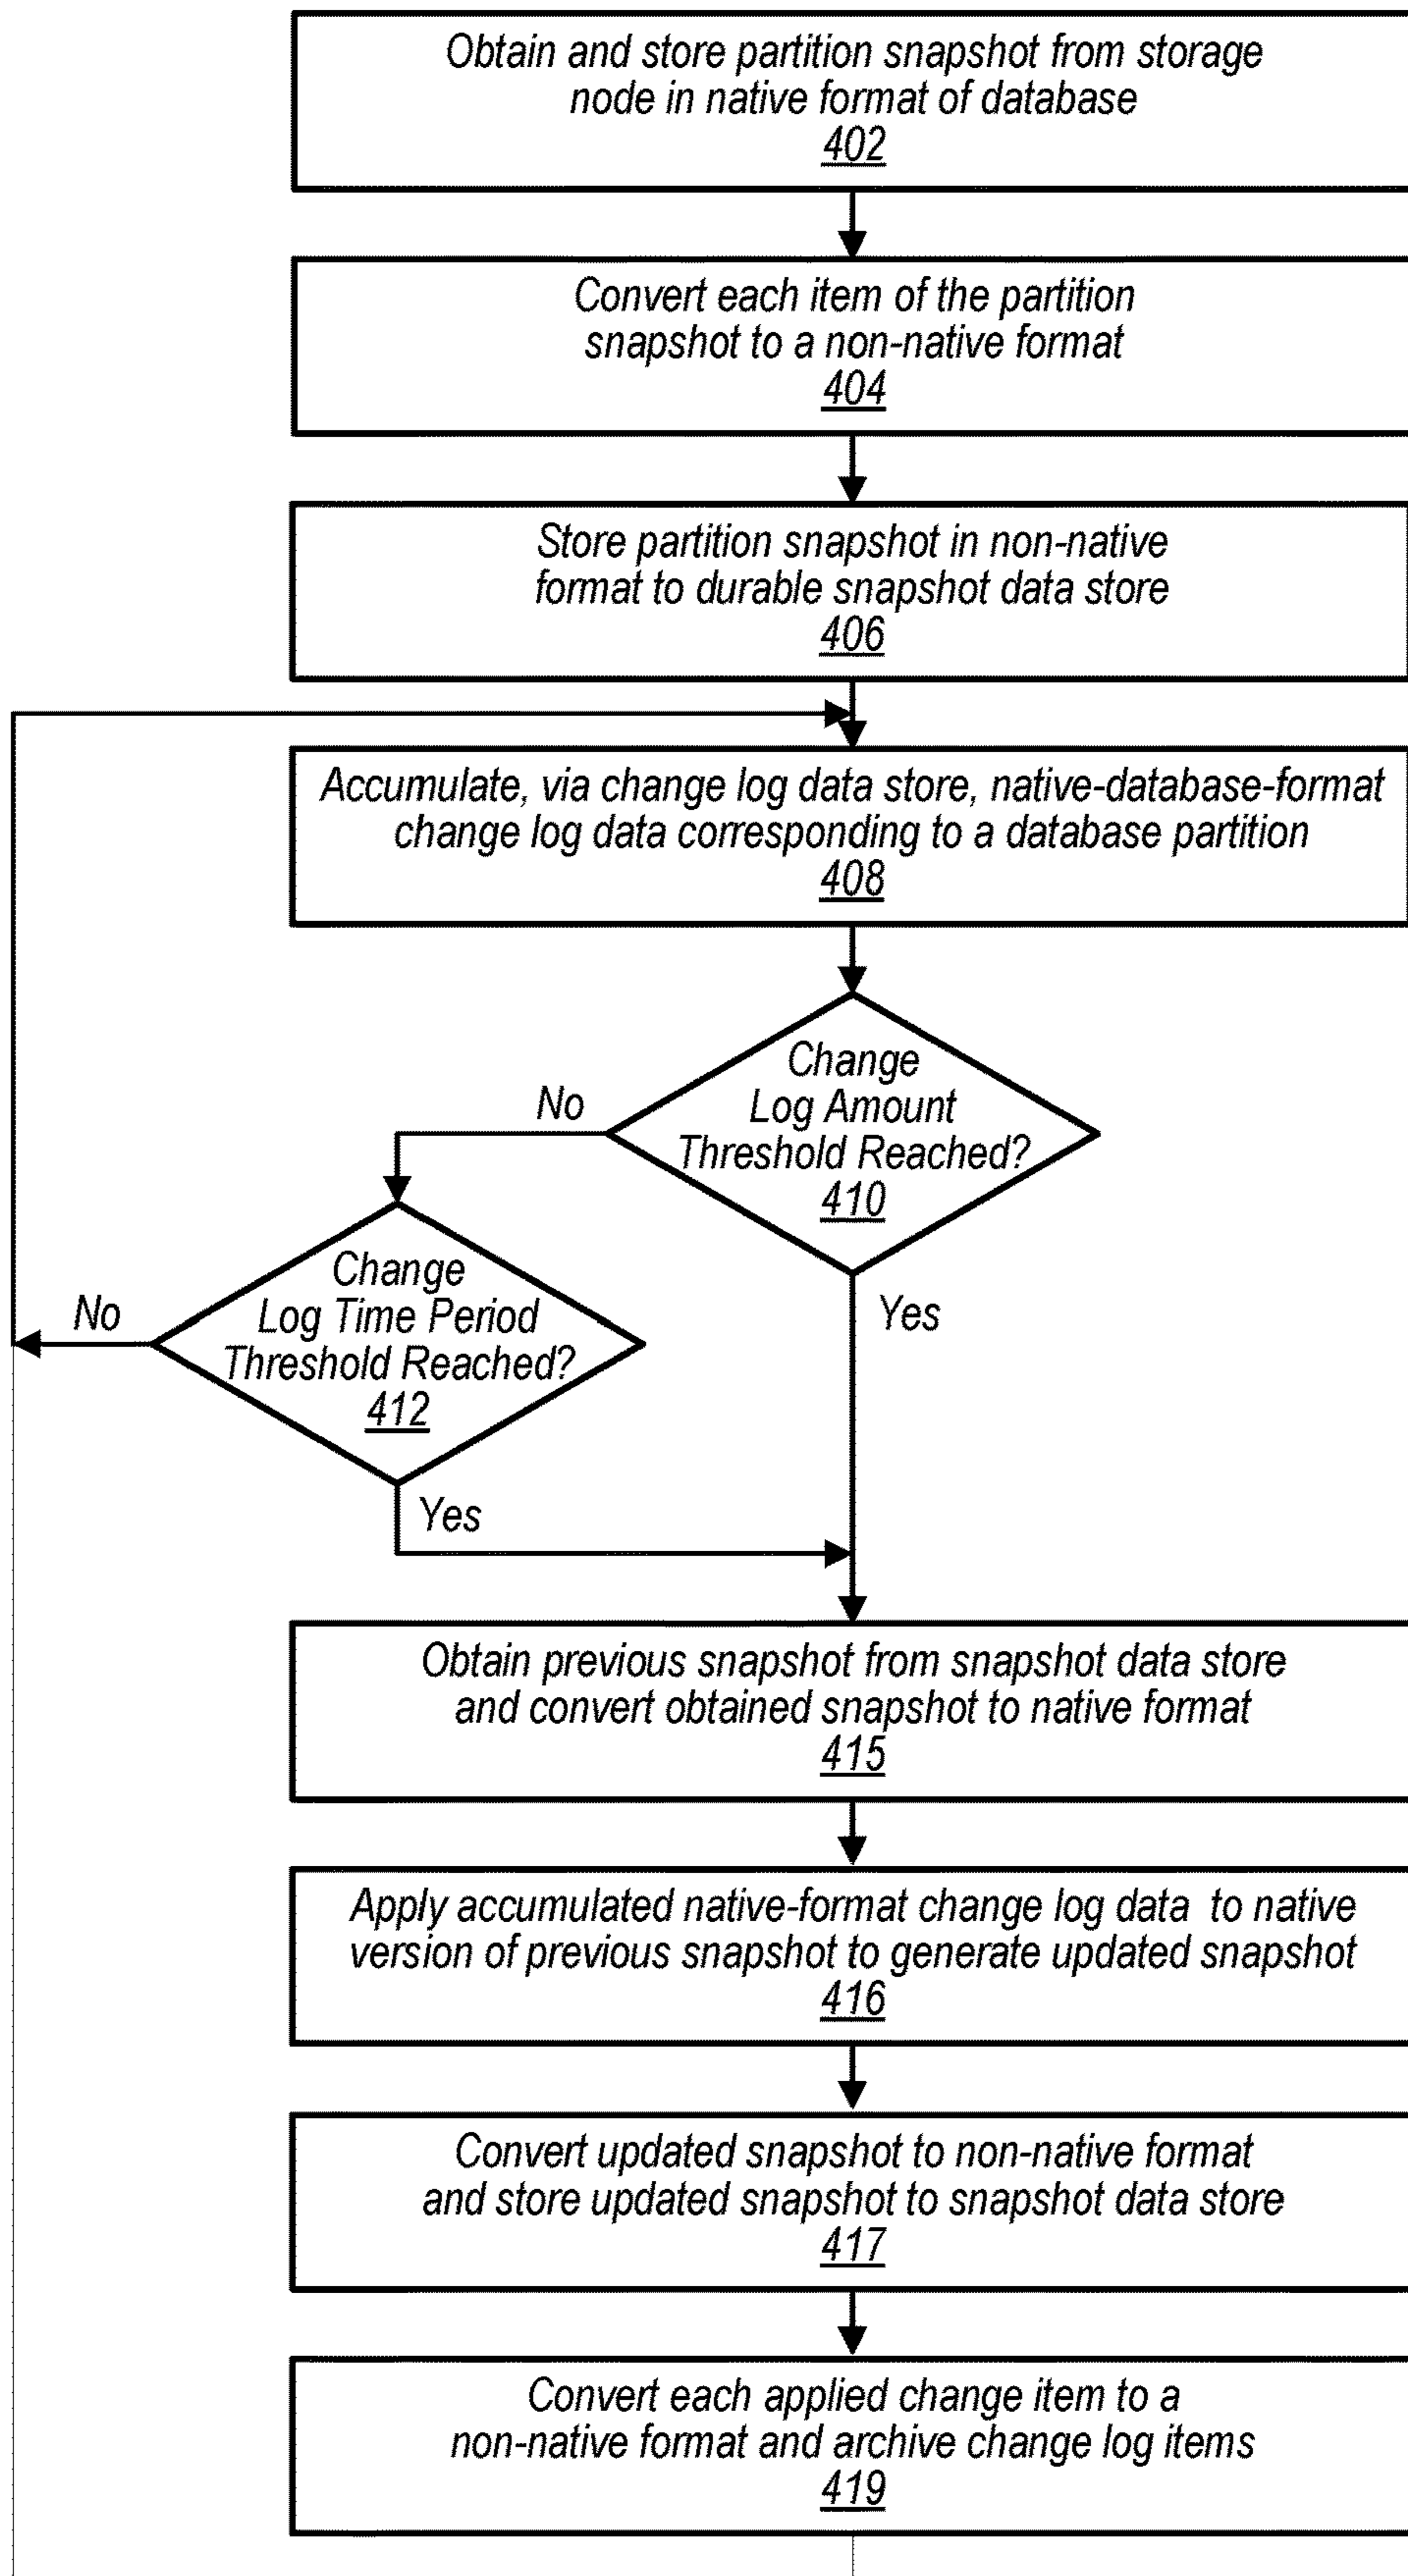 Obtain and store partition snapshot from storage
node in native format of database
402
Convert each item of the partition
snapshot to a non-native format
404
Store partition snapshot in non-native
format to durable snapshot data store
406
Accumulate, via change log data store, native-database-format
change log data corresponding to a database partition
408
Change
Log Amount
Threshold Reached?
410
No
Yes
Change
Log Time Period
Threshold Reached?
412
No
Yes
Obtain previous snapshot from snapshot data store
and convert obtained snapshot to native format
415
Apply accumulated native-format change log data to native
version of previous snapshot to generate updated snapshot
416
Convert updated snapshot to non-native format
and store updated snapshot to snapshot data store
417
Convert each applied change item to a
non-native format and archive change log items
419